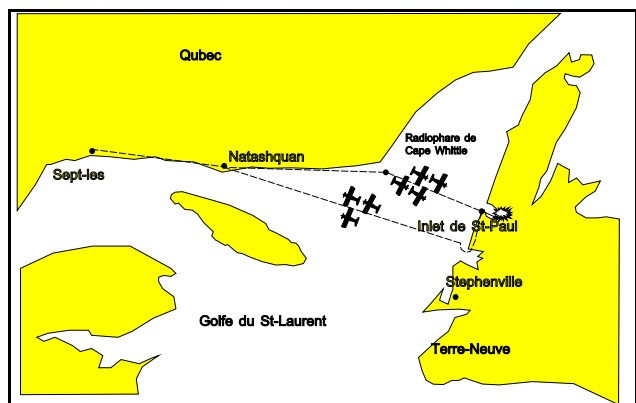 Qubec
Radiophare de
Cape Whittle
Natashquan
Sept-les
Inlet de St-Paul
Stephenville
Golfe du St-Laurent
Terre-Neuve